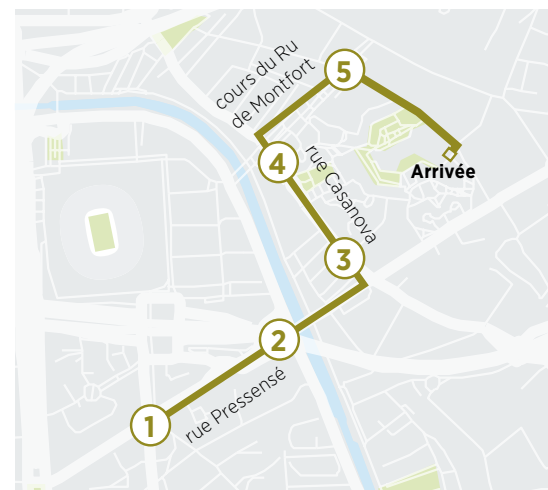 cours du Ru
de Montfort
5
4
rue Casanova
Arrivée
3
2
rue Pressensé
1